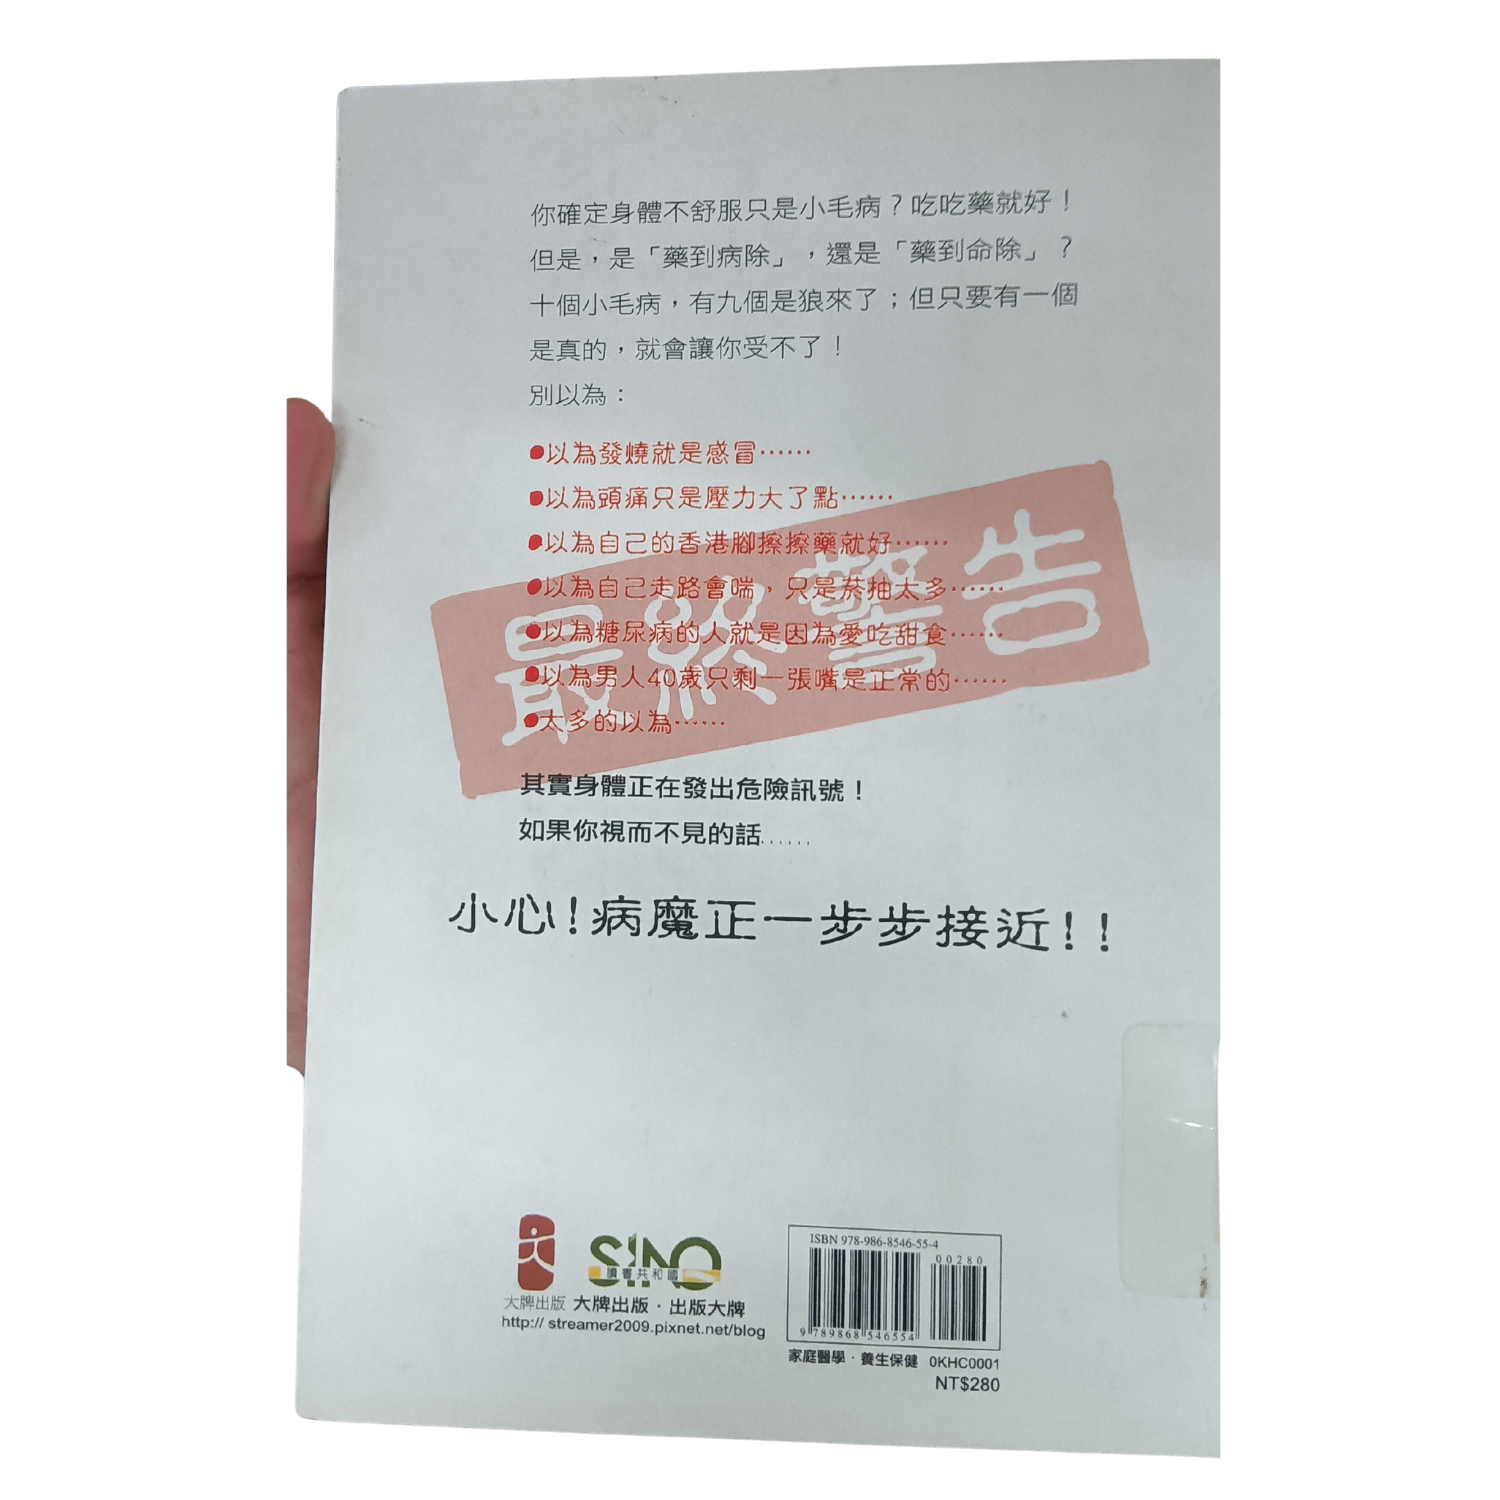 你確定身體不舒服只是小毛病？吃吃藥就好！
但是，是「藥到病除」，還是「藥到命除」？
十個小毛病，有九個是狼來了；但只要有一個
是真的，就會讓你受不了！
別以為：
●以為發燒就是感冒……
●以為頭痛只是壓力大了點……
●以為自己的香港腳擦擦藥就好……
●以為自己走路會喘，只是菸抽太多……
●以為糖尿病的人就是因為愛吃甜食……
●以為男人40歲只剩一張嘴是正常的……
●太多的以為……
最終警告
其實身體正在發出危險訊號！
如果你視而不見的話......
小心!病魔正一步步接近!!
SINO
讀書共和國
大牌出版 大牌出版．出版大牌
http:// streamer2009.pixnet.net/blog
ISBN 978-986-8546-55-4
00280
9 789868 546554
家庭醫學．養生保健 0KHC0001
NT$280